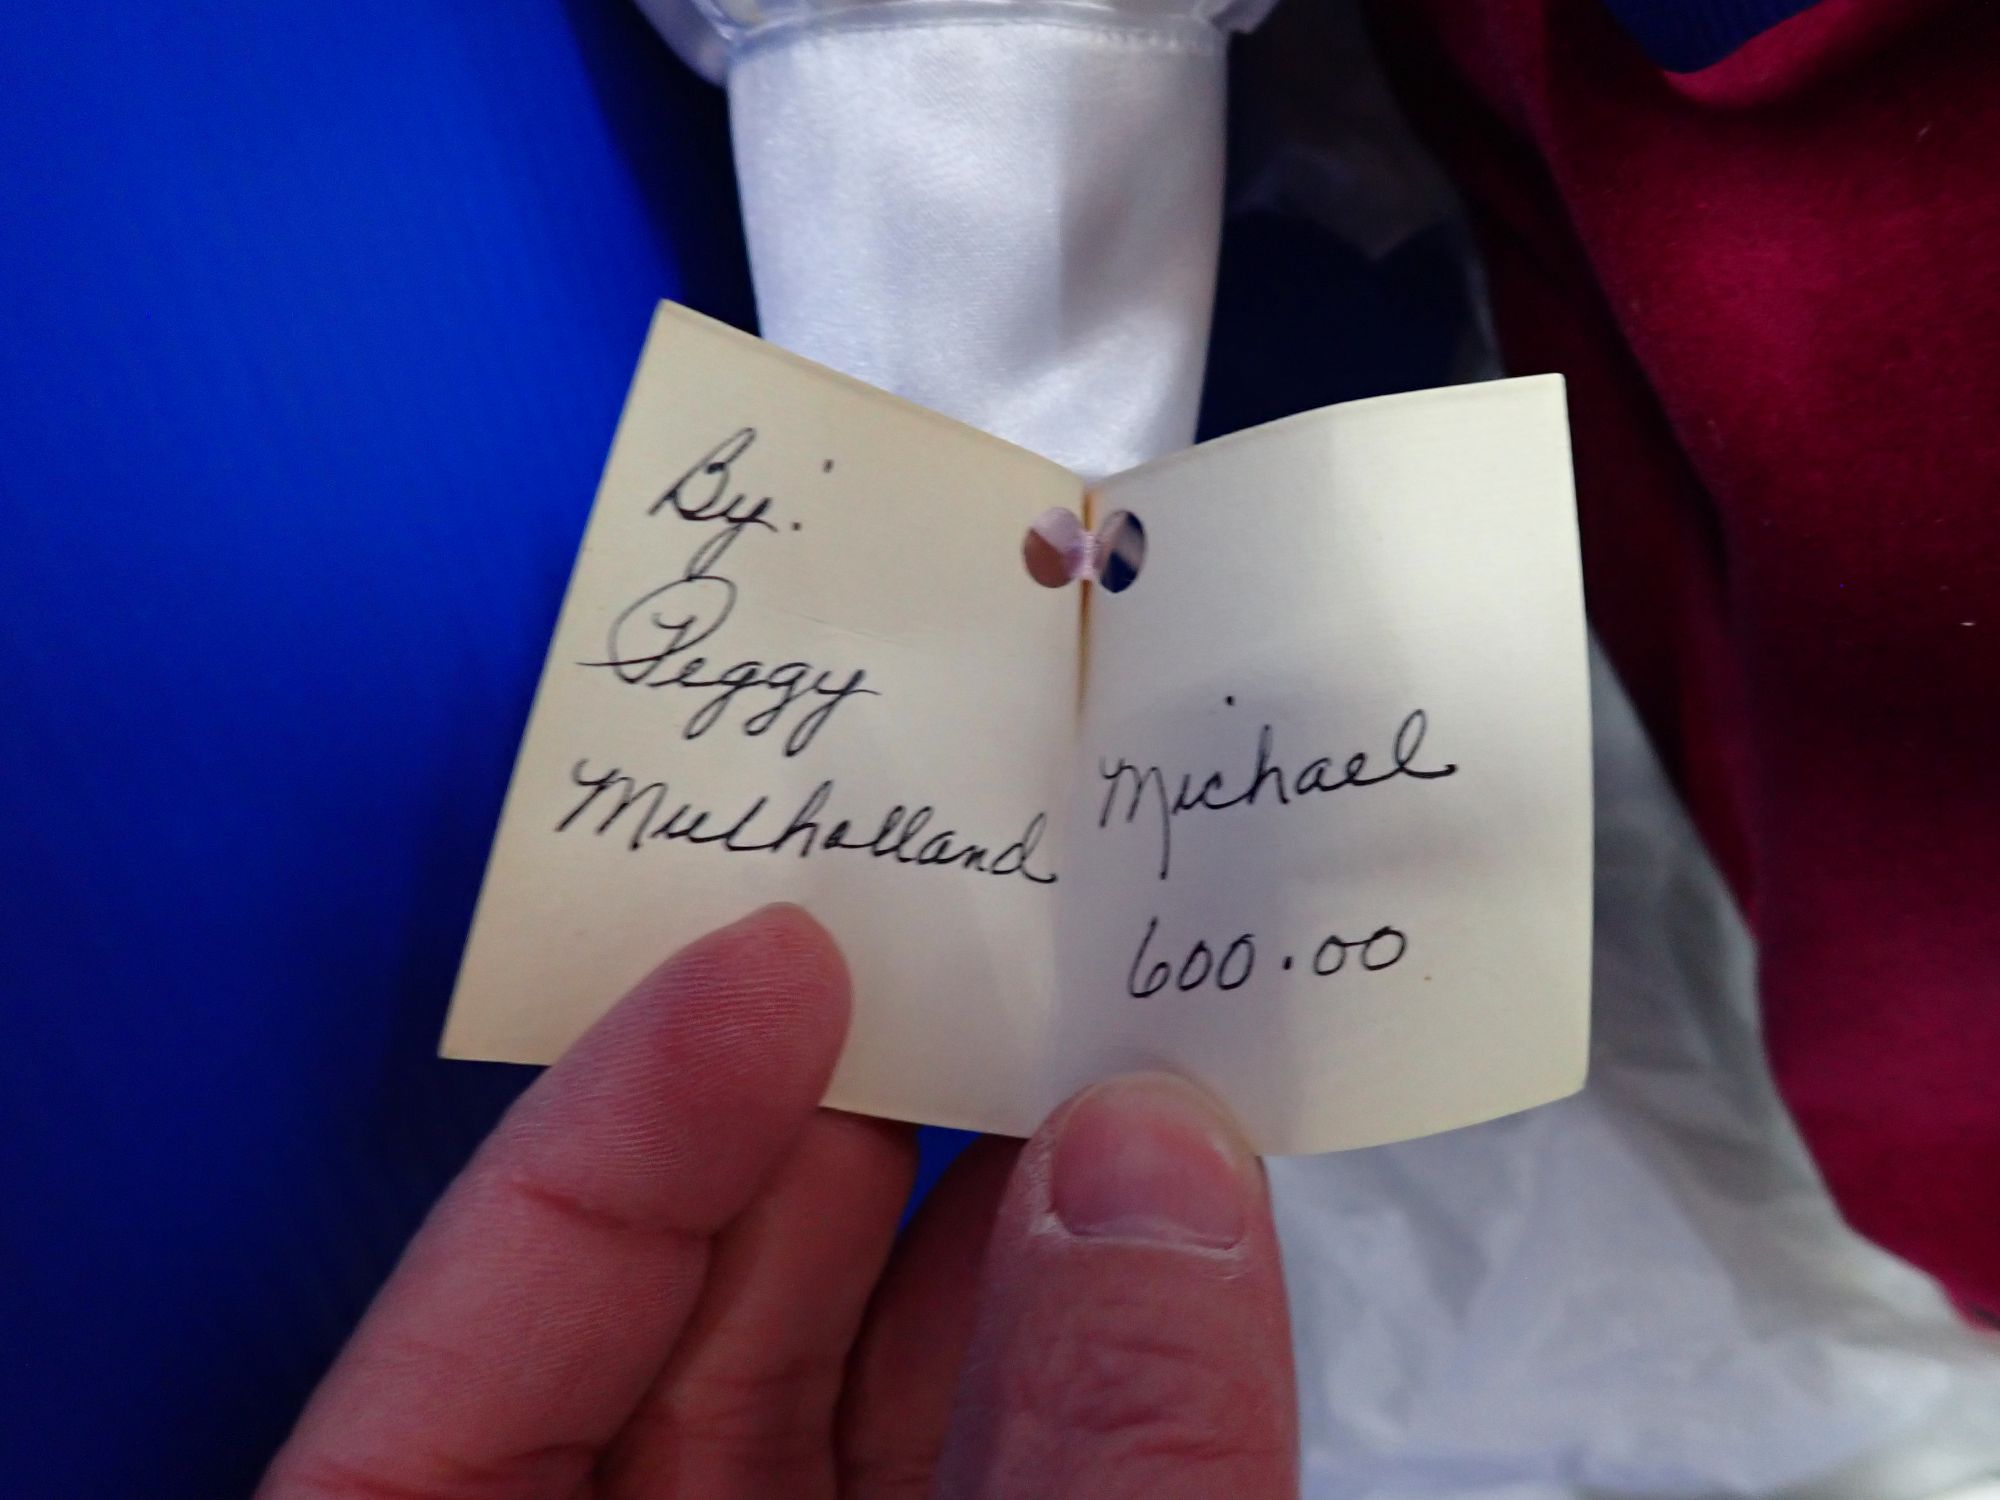 By:
Peggy
Mulholland
Michael
600.00